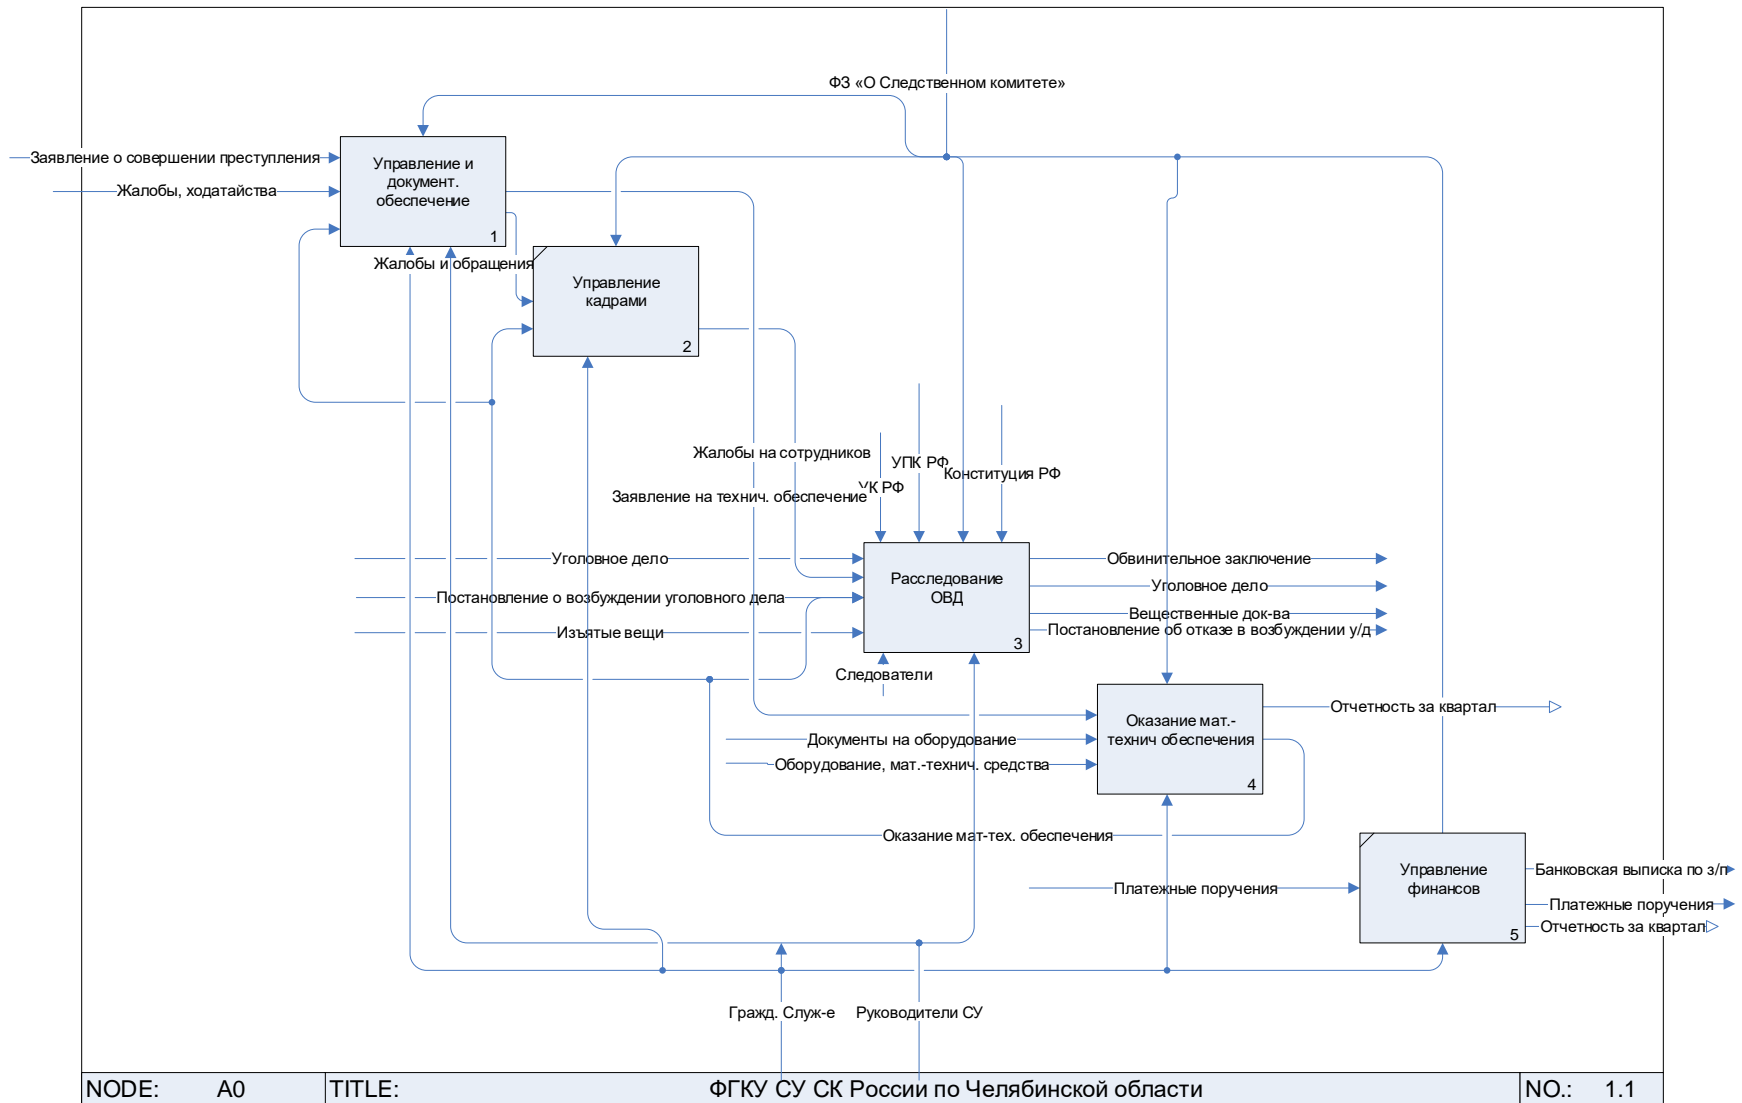 ФЗ «О Следственном комитете»
Заявление о совершении преступления
Жалобы, ходатайства
Управление и
документ.
обеспечение
1
Жалобы и обращения
Управление
кадрами
2
Жалобы на сотрудников
УПК РФ
Конституция РФ
УК РФ
Заявление на технич. обеспечение
Уголовное дело
Постановление о возбуждении уголовного дела
Изъятые вещи
Расследование
ОВД
3
Обвинительное заключение
Уголовное дело
Вещественные док-ва
Постановление об отказе в возбуждении у/д
Следователи
Документы на оборудование
Оборудование, мат.-технич. средства
Оказание мат.-
технич обеспечения
4
Отчетность за квартал
Оказание мат-тех. обеспечения
Платежные поручения
Управление
финансов
5
Банковская выписка по з/п
Платежные поручения
Отчетность за квартал
Гражд. Служ-е
Руководители СУ
NODE: A0 TITLE: ФГКУ СУ СК России по Челябинской области NO.: 1.1